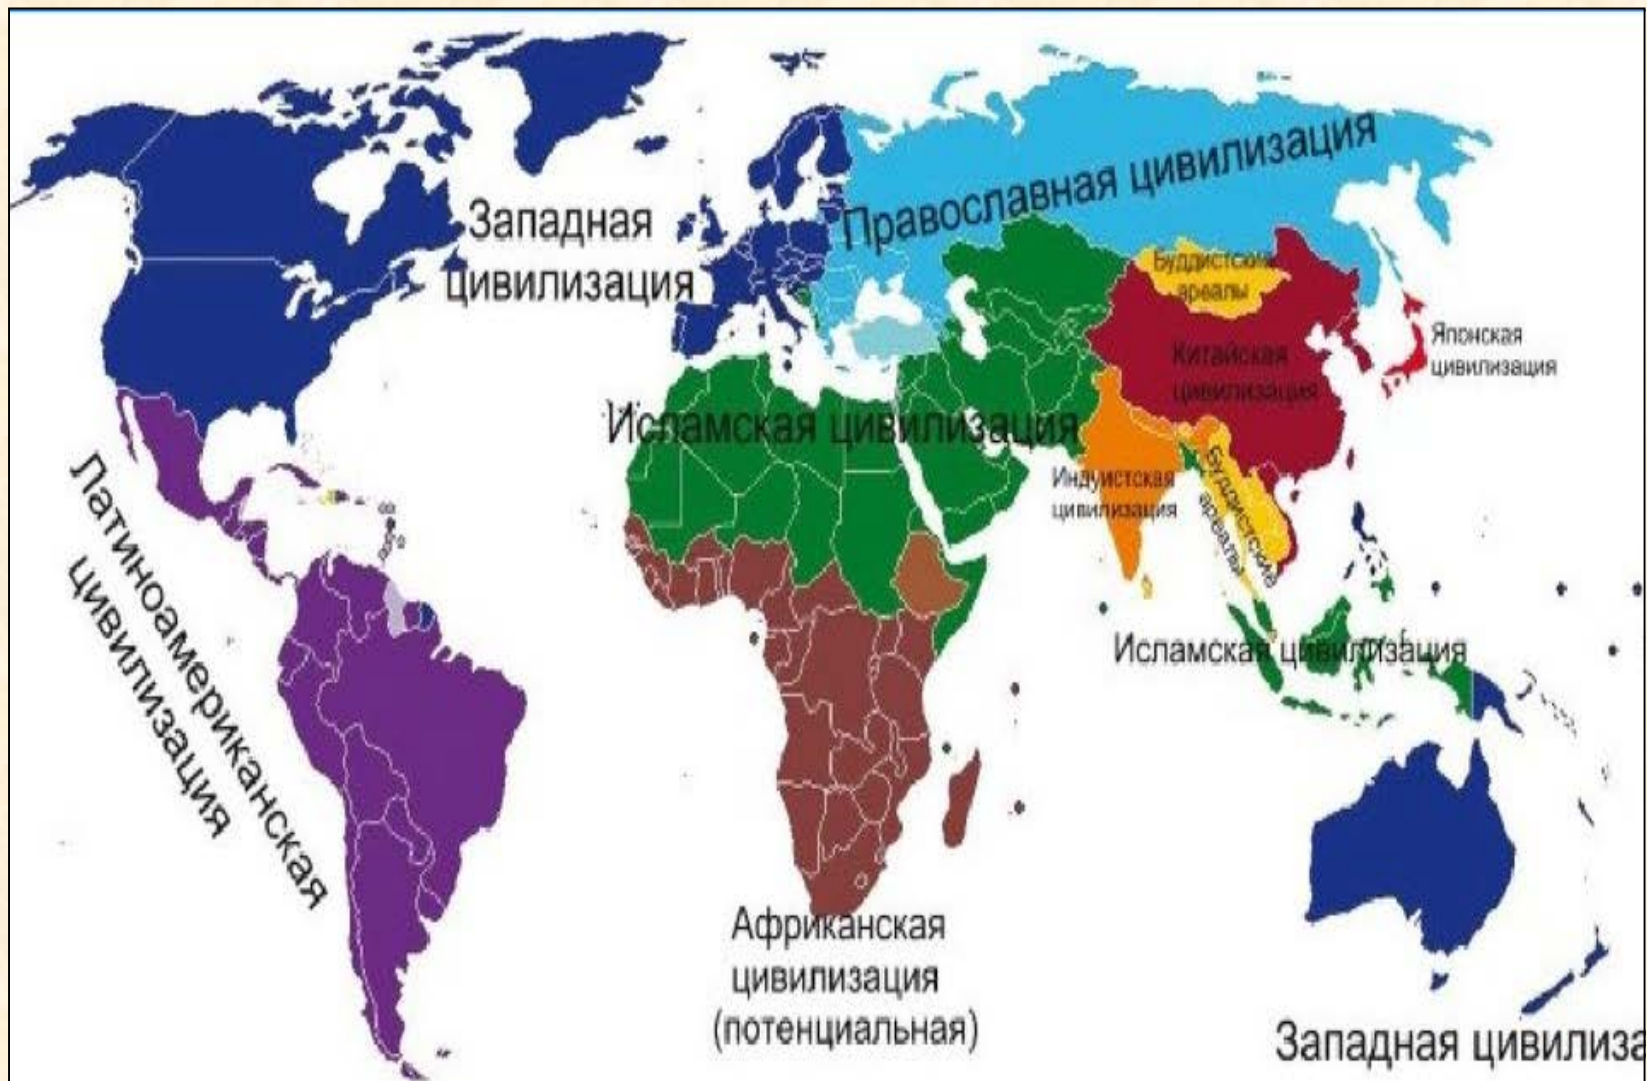 Западная
цивилизация
Православная цивилизация
Буддистские
ареалы
Китайская
цивилизация
Японская
цивилизация
Исламская цивилизация
Индуистская
цивилизация
Буддистские
ареалы
Латиноамериканская
цивилизация
Исламская цивилизация
Африканская
цивилизация
(потенциальная)
Западная цивилиза